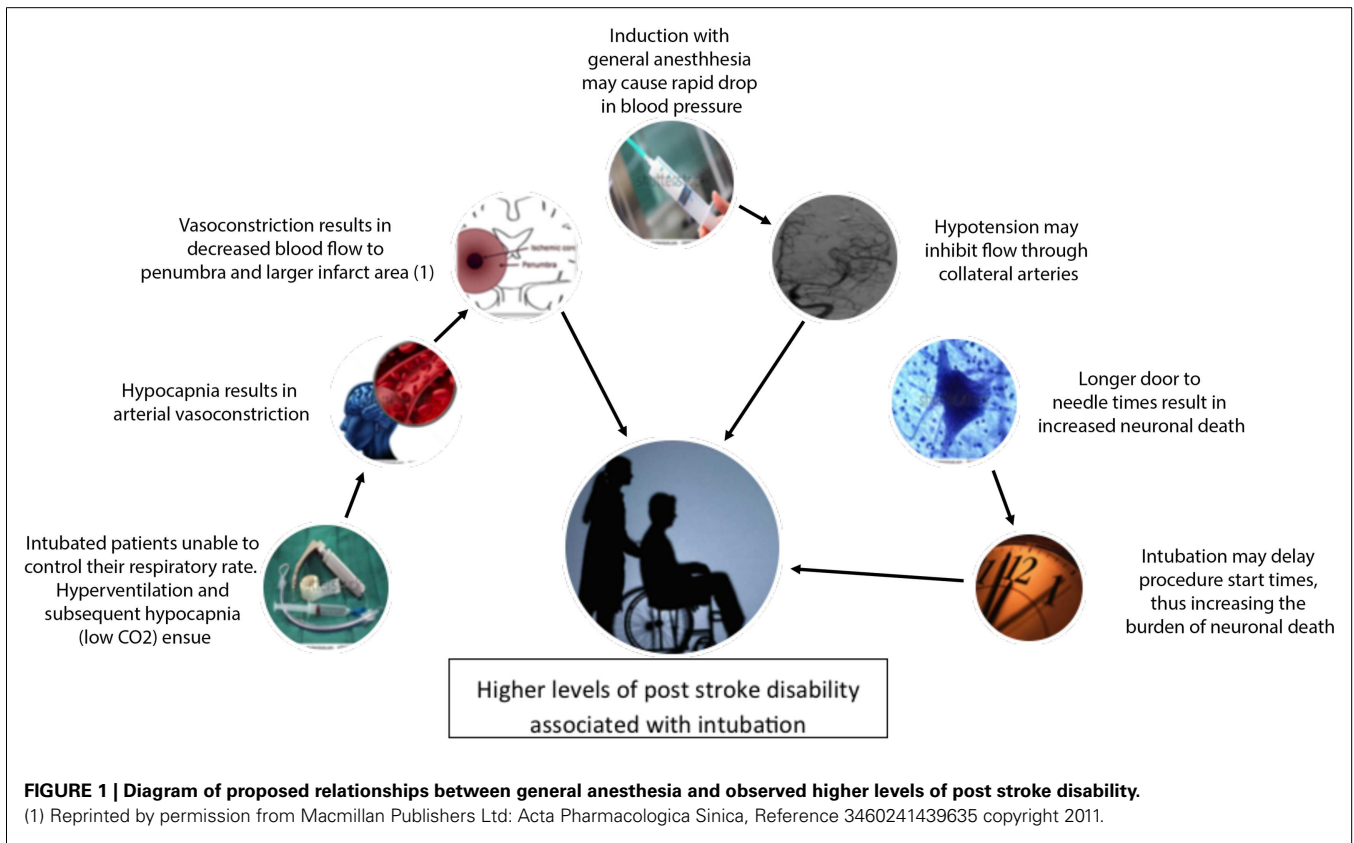 Induction with
general anesthhesia
may cause rapid drop
in blood pressure
Vasoconstriction results in
decreased blood flow to
penumbra and larger infarct area (1)
Penumbra
Hypotension may
inhibit flow through
collateral arteries
Hypocapnia results in
arterial vasoconstriction
Longer door to
needle times result in
increased neuronal death
Intubated patients unable to
control their respiratory rate.
Hyperventilation and
subsequent hypocapnia
(low CO2) ensue
12
1
Intubation may delay
procedure start times,
thus increasing the
burden of neuronal death
Higher levels of post stroke disability
associated with intubation
FIGURE 1 | Diagram of proposed relationships between general anesthesia and observed higher levels of post stroke disability.
(1) Reprinted by permission from Macmillan Publishers Ltd: Acta Pharmacologica Sinica, Reference 3460241439635 copyright 2011.